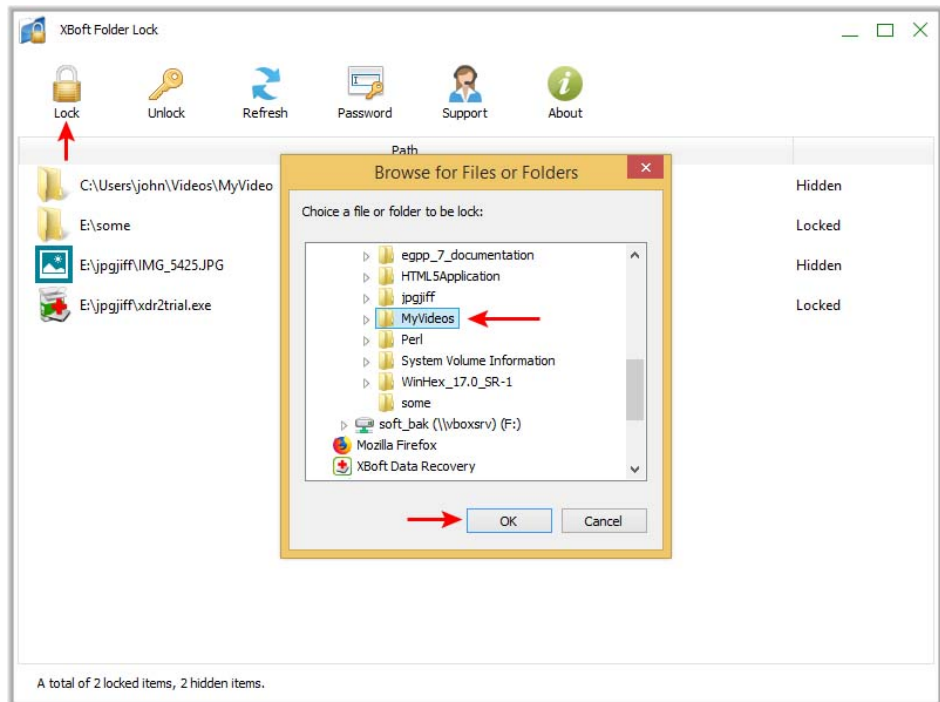 XBoft Folder Lock
Lock Unlock Refresh Password Support About
Path
C:\Users\john\Videos\MyVideo Hidden
E:\some Locked
E:\jpgjiff\IMG_5425.JPG Hidden
E:\jpgjiff\xdr2trial.exe Locked
Browse for Files or Folders
Choice a file or folder to be lock:
egpp_7_documentation
HTML5Application
jpgjiff
MyVideos
Perl
System Volume Information
WinHex_17.0_SR-1
some
soft_bak (\\vboxsrv) (F:)
Mozilla Firefox
XBoft Data Recovery
OK Cancel
A total of 2 locked items, 2 hidden items.